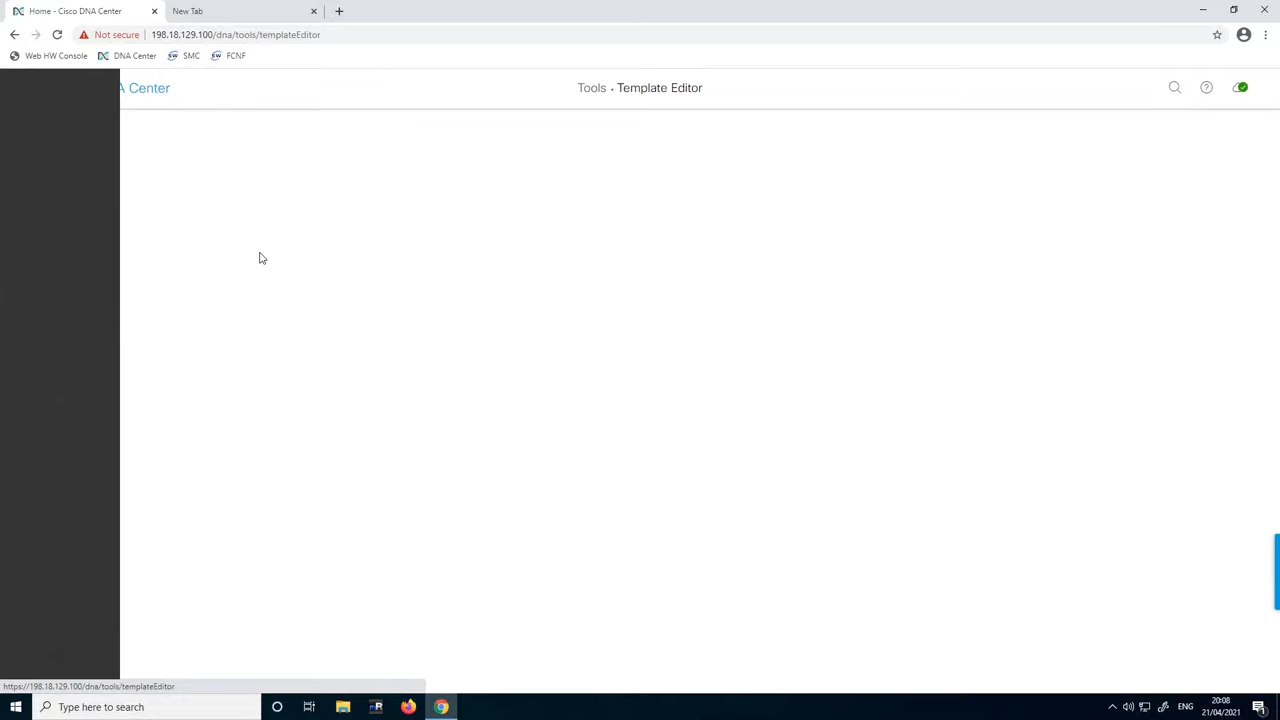 Home - Cisco DNA Center
New Tab
Not secure
198.18.129.100/dna/tools/templateEditor
Web HW Console
DNA Center
SMC
FCNF
A Center
Tools · Template Editor
https://198.18.129.100/dna/tools/templateEditor
Type here to search
ENG
20:08
21/04/2021